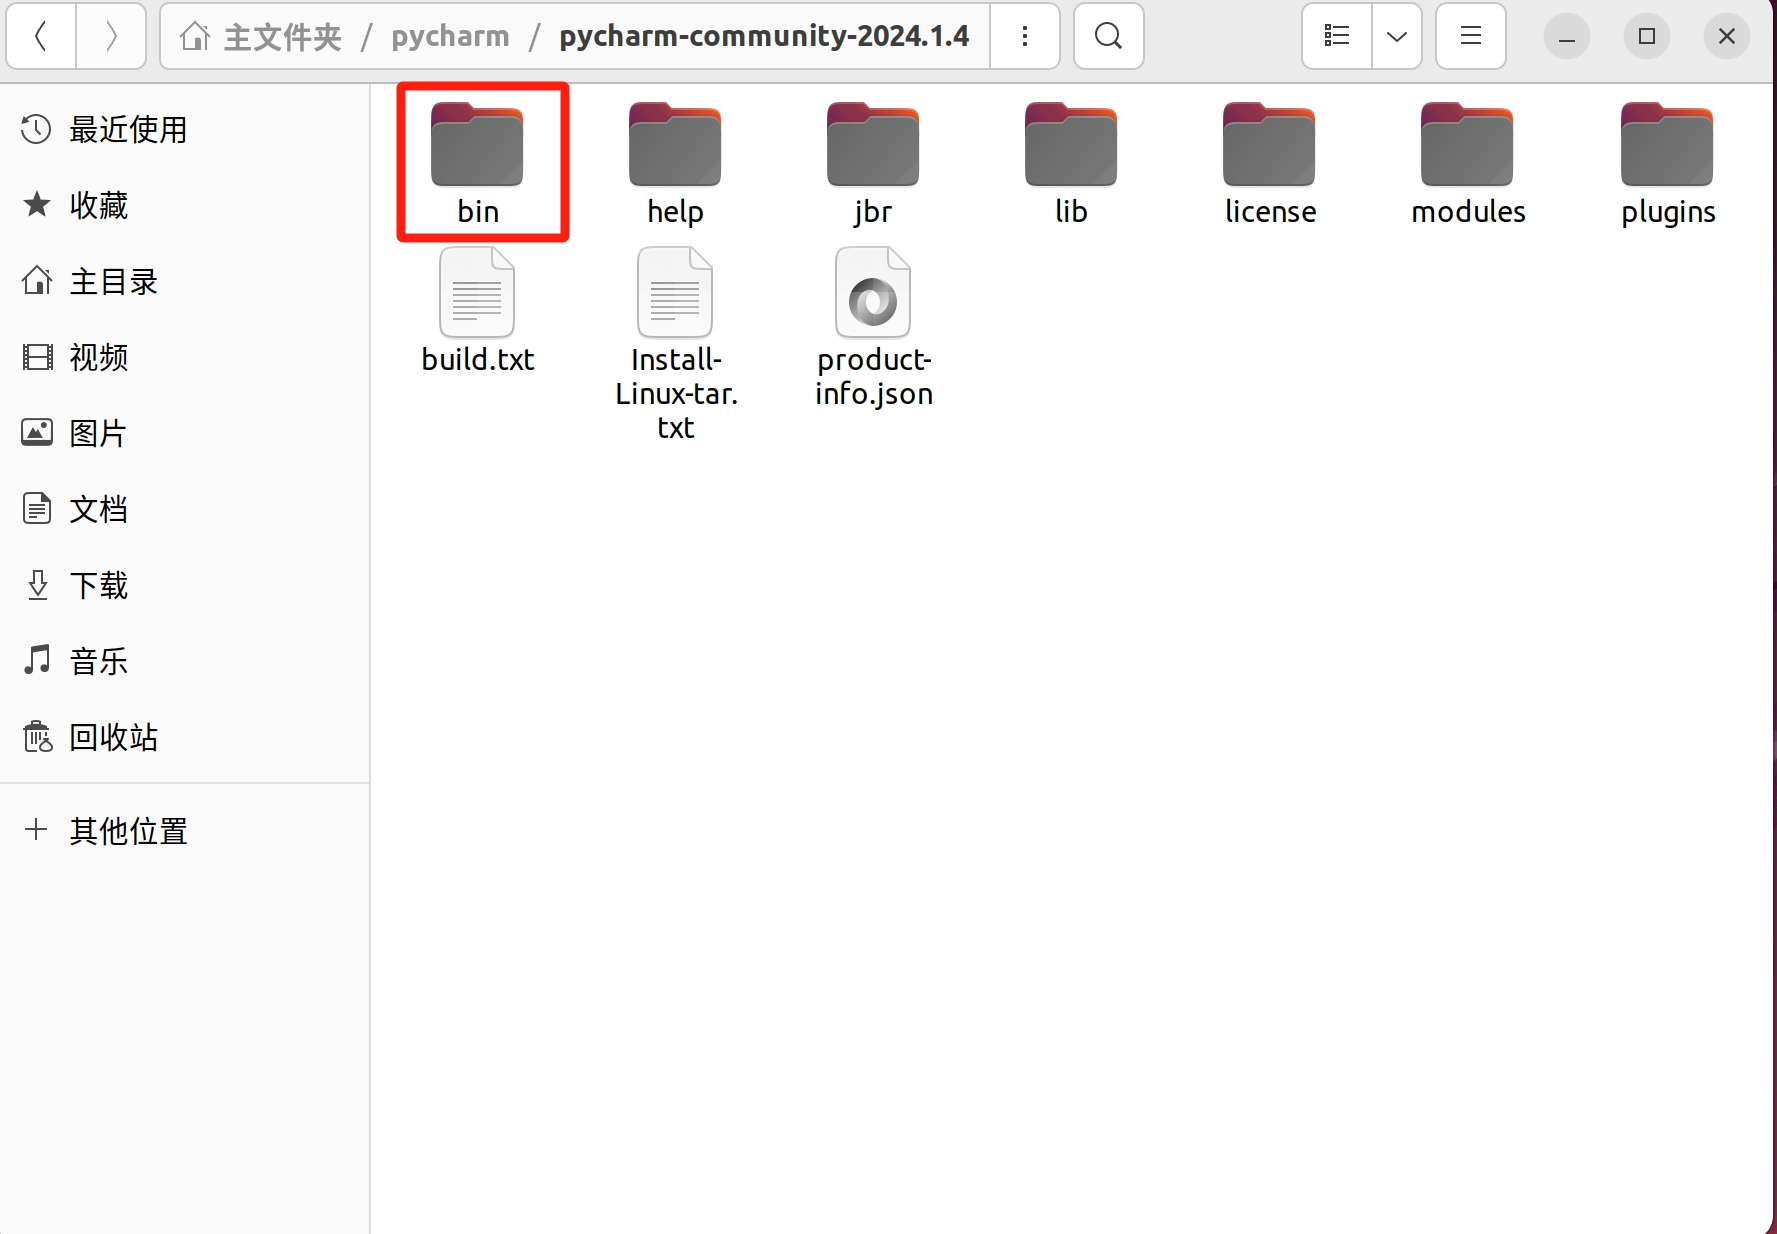 主文件夹 / pycharm / pycharm-community-2024.1.4
最近使用
收藏
主目录
视频
图片
文档
下载
音乐
回收站
其他位置
bin
help
jbr
lib
license
modules
plugins
build.txt
Install-
Linux-tar.
txt
product-
info.json